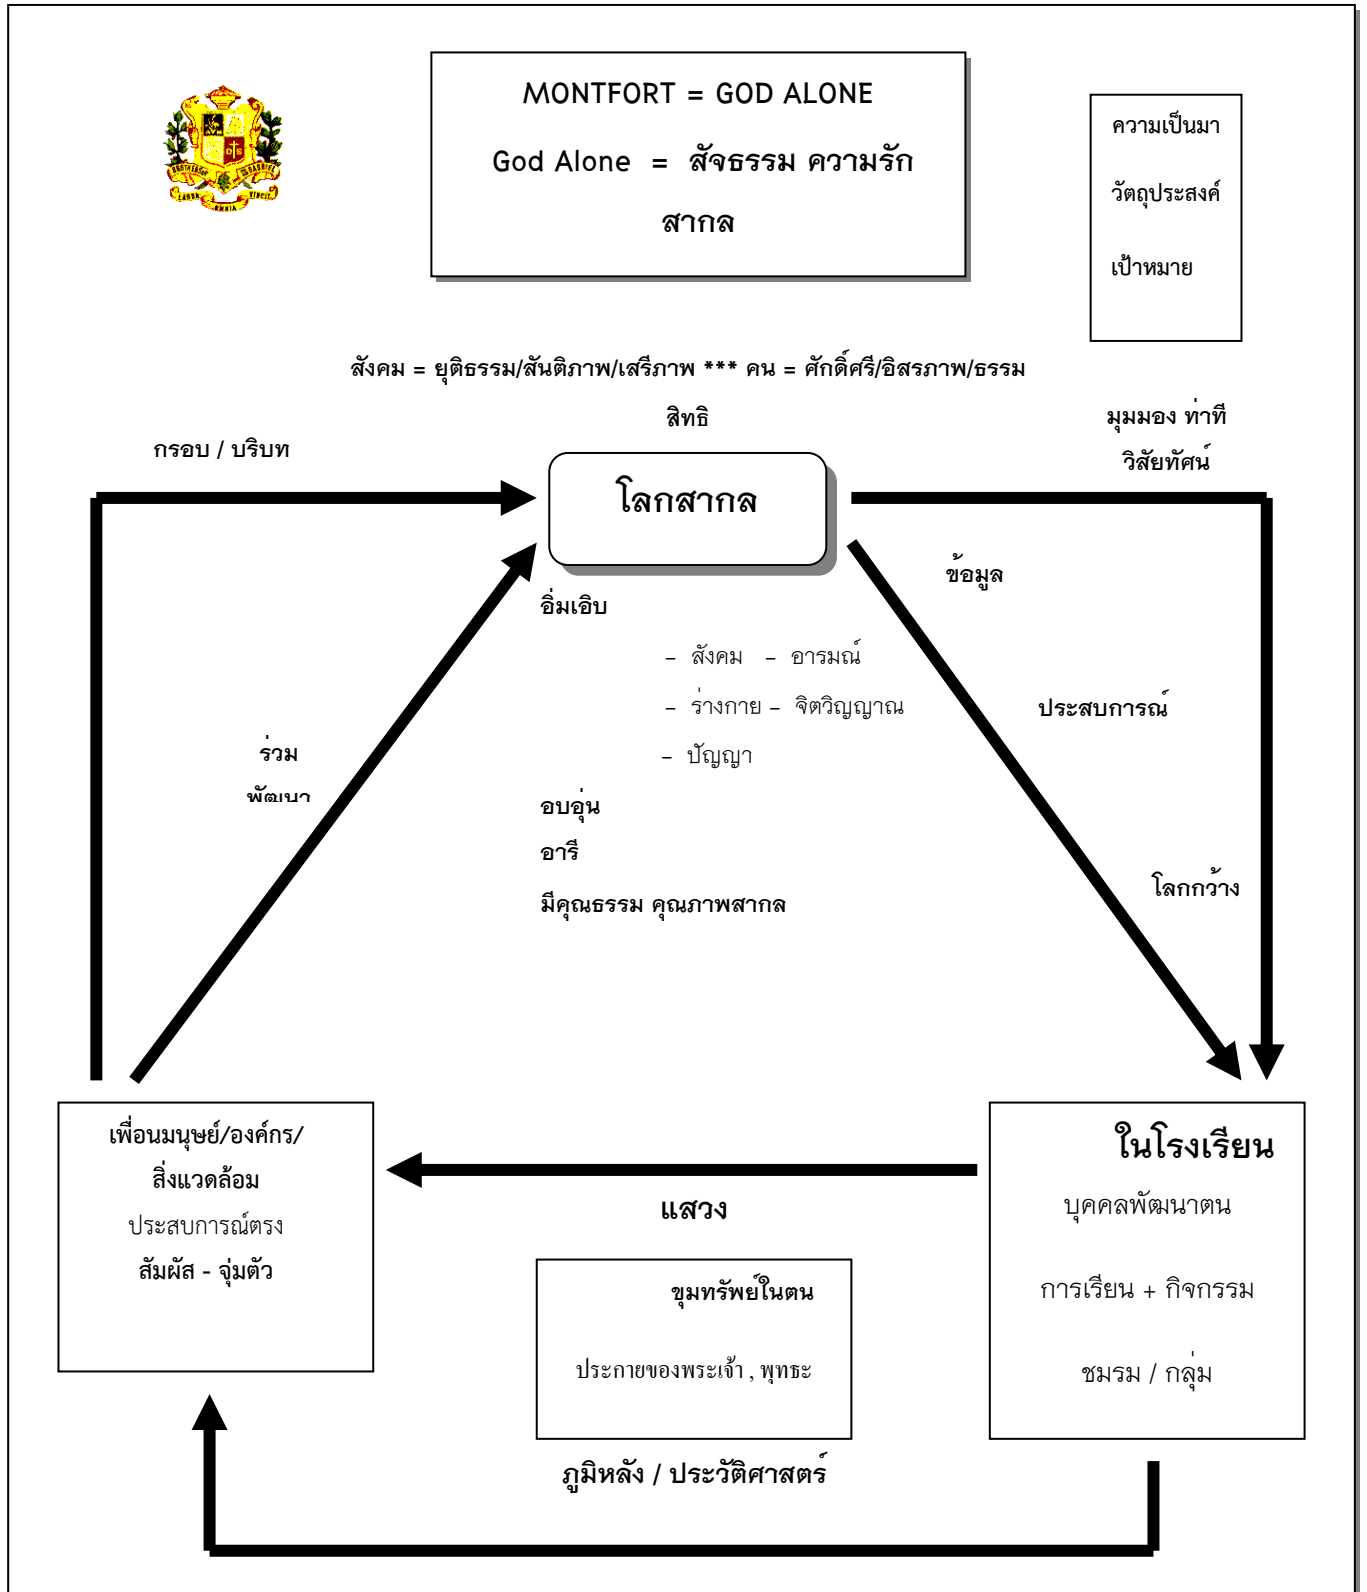 MONTFORT = GOD ALONE
God Alone = สัจธรรม ความรัก
สากล
ความเป็นมา
วัตถุประสงค์
เป้าหมาย
สังคม = ยุติธรรม/สันติภาพ/เสรีภาพ *** คน = ศักดิ์ศรี/อิสรภาพ/ธรรม
สิทธิ
กรอบ / บริบท
มุมมอง ท่าที
วิสัยทัศน์
โลกสากล
ข้อมูล
อิ่มเอิบ
- สังคม - อารมณ์
- ร่างกาย - จิตวิญญาณ
- ปัญญา
ประสบการณ์
ร่วม
พัฒนา
อบอุ่น
อารี
มีคุณธรรม คุณภาพสากล
โลกกว้าง
เพื่อนมนุษย์/องค์กร/
สิ่งแวดล้อม
ประสบการณ์ตรง
สัมผัส - จุ่มตัว
ในโรงเรียน
บุคคลพัฒนาตน
การเรียน + กิจกรรม
ชมรม / กลุ่ม
แสวง
ขุมทรัพย์ในตน
ประกายของพระเจ้า , พุทธะ
ภูมิหลัง / ประวัติศาสตร์
LABOR OMNIA VINCIT